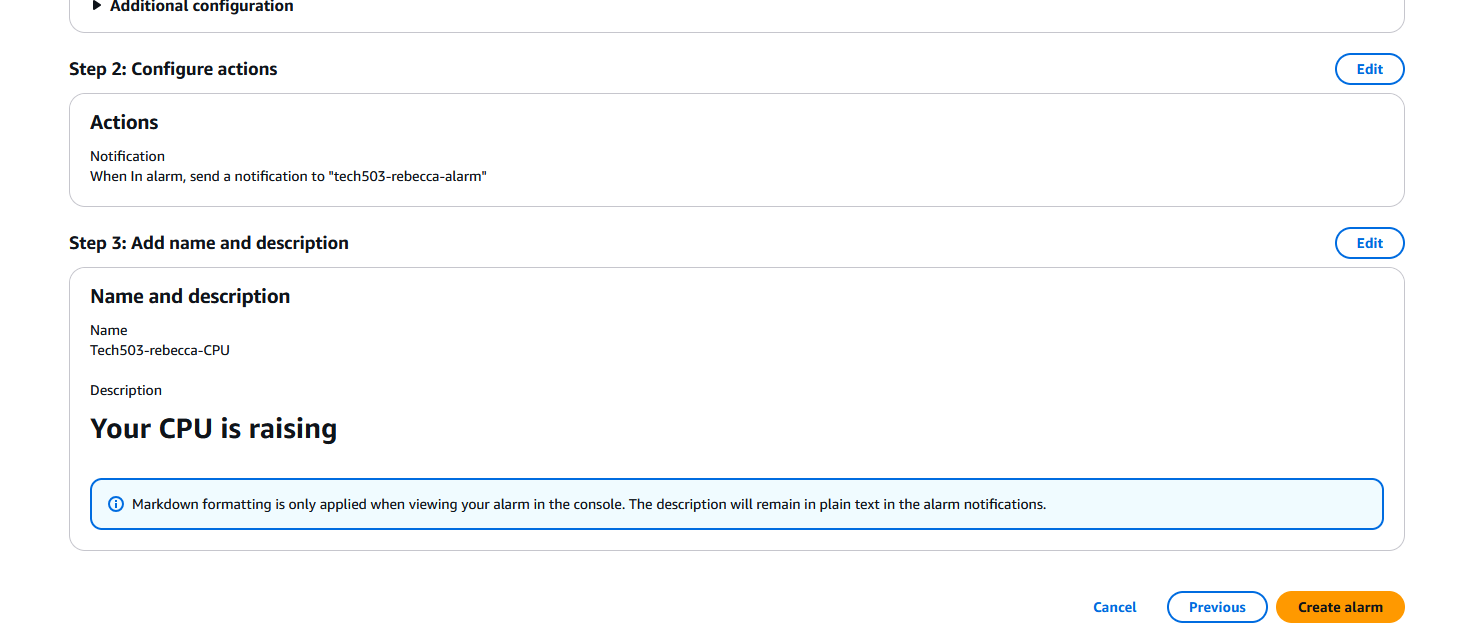 Additional configuration
Step 2: Configure actions
Edit
Actions
Notification
When In alarm, send a notification to "tech503-rebecca-alarm"
Step 3: Add name and description
Edit
Name and description
Name
Tech503-rebecca-CPU
Description
Your CPU is raising
Markdown formatting is only applied when viewing your alarm in the console. The description will remain in plain text in the alarm notifications.
Cancel
Previous
Create alarm